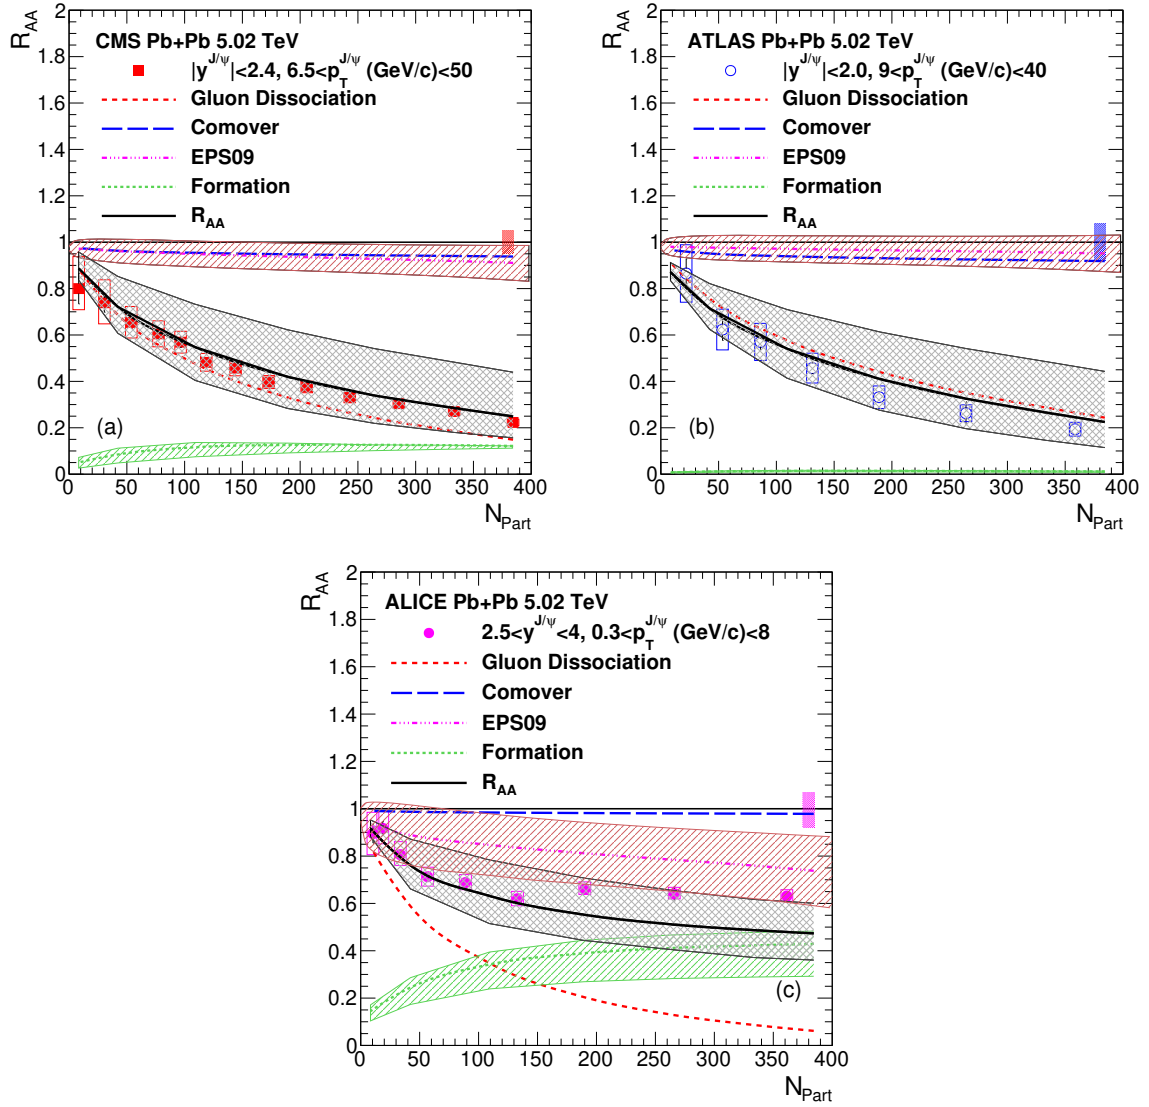 R_AA
2
1.8
1.6
1.4
1.2
1
0.8
0.6
0.4
0.2
0
CMS Pb+Pb 5.02 TeV
|y^{J/ψ}|<2.4, 6.5<p_T^{J/ψ} (GeV/c)<50
Gluon Dissociation
Comover
EPS09
Formation
R_AA
(a)
0 50 100 150 200 250 300 350 400
N_Part
R_AA
2
1.8
1.6
1.4
1.2
1
0.8
0.6
0.4
0.2
0
ATLAS Pb+Pb 5.02 TeV
|y^{J/ψ}|<2.0, 9<p_T^{J/ψ} (GeV/c)<40
Gluon Dissociation
Comover
EPS09
Formation
R_AA
(b)
0 50 100 150 200 250 300 350 400
N_Part
R_AA
2
1.8
1.6
1.4
1.2
1
0.8
0.6
0.4
0.2
0
ALICE Pb+Pb 5.02 TeV
2.5<y^{J/ψ}<4, 0.3<p_T^{J/ψ} (GeV/c)<8
Gluon Dissociation
Comover
EPS09
Formation
R_AA
(c)
0 50 100 150 200 250 300 350 400
N_Part